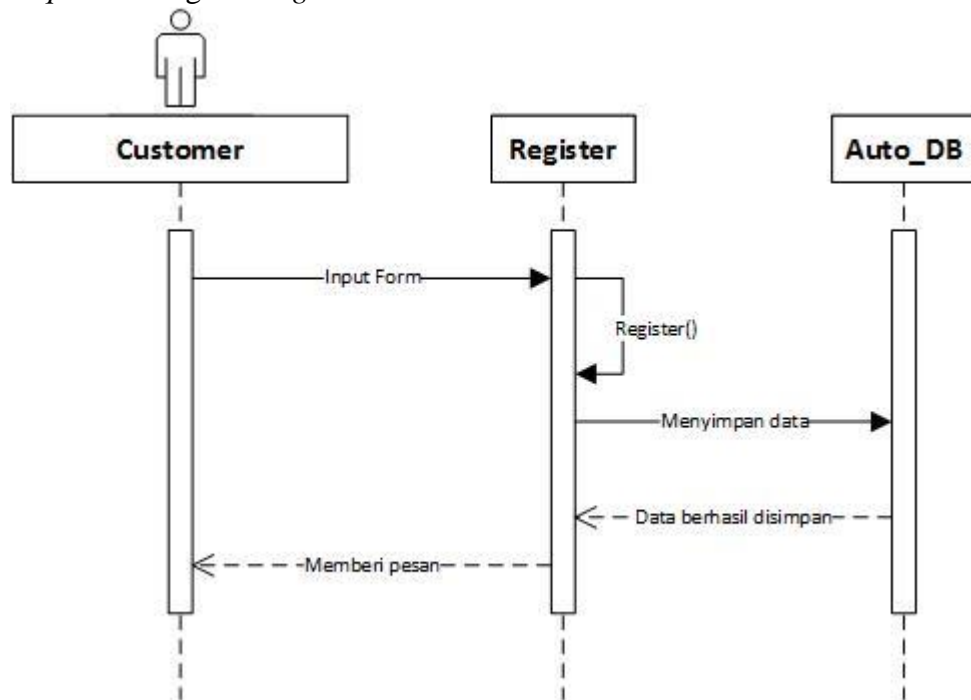 Customer
Register
Auto_DB
Input Form
Register()
Menyimpan data
Data berhasil disimpan
Memberi pesan